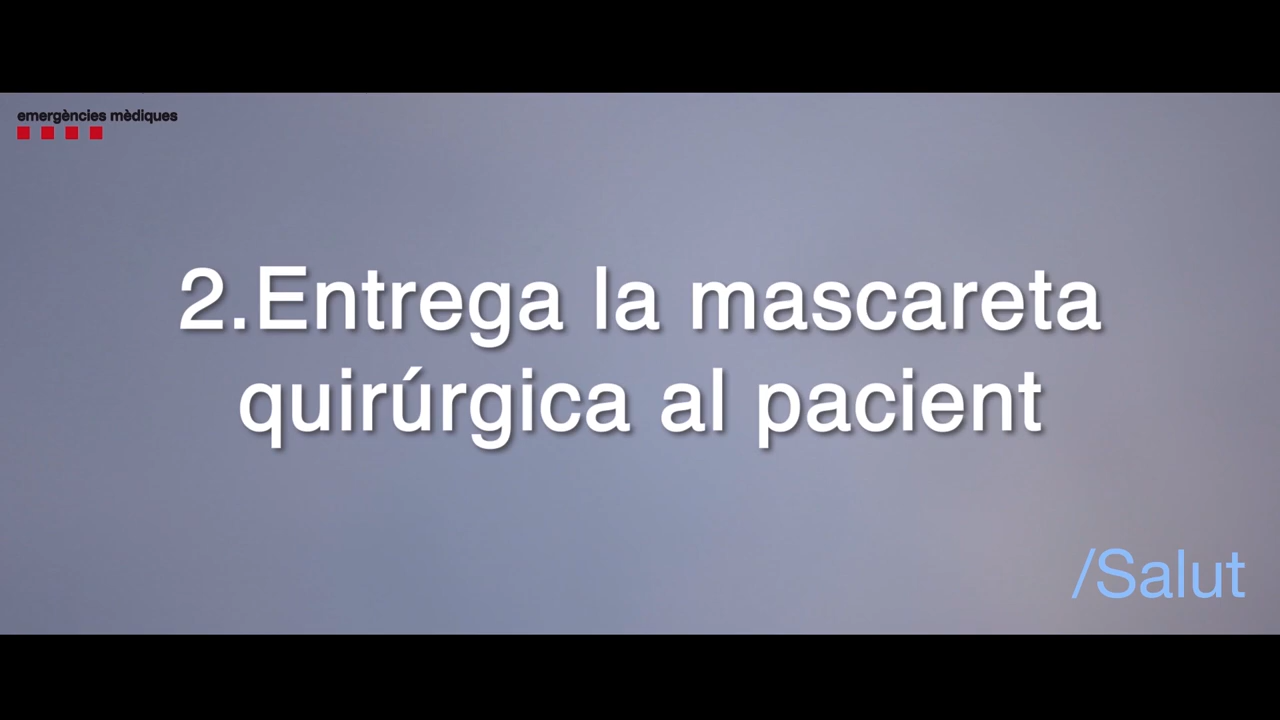 emergències mèdiques
2.Entrega la mascareta
quirúrgica al pacient
/Salut